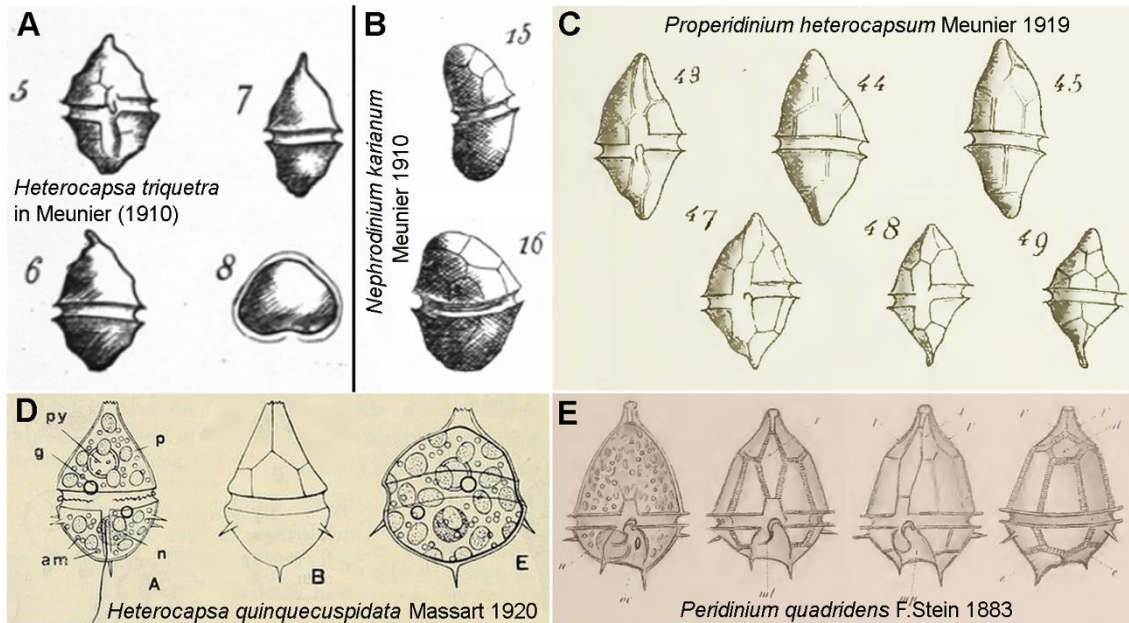 A
5
7
Heterocapsa triquetra
in Meunier (1910)
6
8
B
15
Nephrodinium karianum
Meunier 1910
16
C
Properidinium heterocapsum Meunier 1919
43
44
45
47
48
49
D
py
p
g
am
n
A
B
E
Heterocapsa quinquecuspidata Massart 1920
E
Peridinium quadridens F.Stein 1883